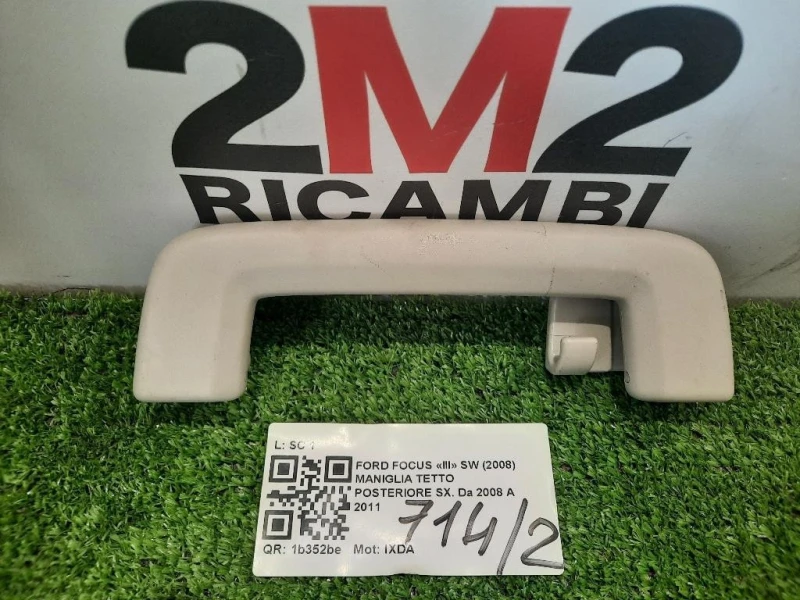 2M2
RICAMBI
L: SC 1
FORD FOCUS «III» SW (2008)
MANIGLIA TETTO
POSTERIORE SX. Da 2008 A
2011
714/2
QR: 1b352be Mot: IXDA